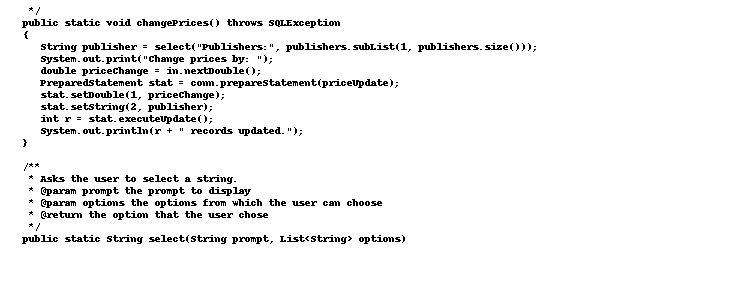 */
public static void changePrices() throws SQLException
{
String publisher = select("Publishers:", publishers.subList(1, publishers.size()));
System.out.print("Change prices by: ");
double priceChange = in.nextDouble();
PreparedStatement stat = conn.prepareStatement(priceUpdate);
stat.setDouble(1, priceChange);
stat.setString(2, publisher);
int r = stat.executeUpdate();
System.out.println(r + " records updated.");
}
/**
* Asks the user to select a string.
* @param prompt the prompt to display
* @param options the options from which the user can choose
* @return the option that the user chose
*/
public static String select(String prompt, List<String> options)